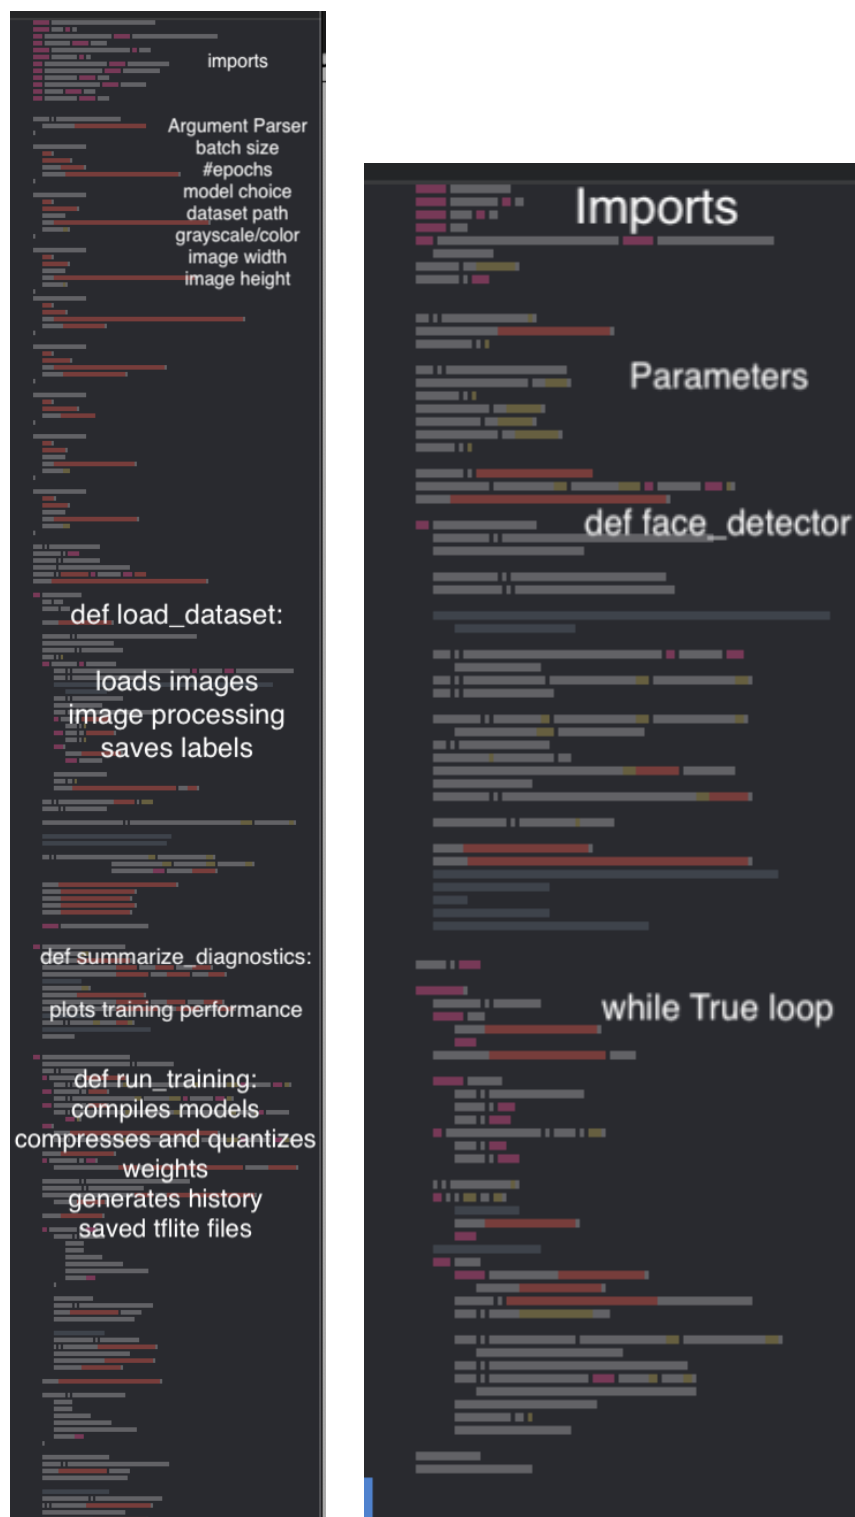 imports
Argument Parser
batch size
#epochs
model choice
dataset path
grayscale/color
image width
image height
def load_dataset:
loads images
image processing
saves labels
def summarize_diagnostics:
plots training performance
def run_training:
compiles models
compresses and quantizes
weights
generates history
saved tflite files
Imports
Parameters
def face_detector
while True loop